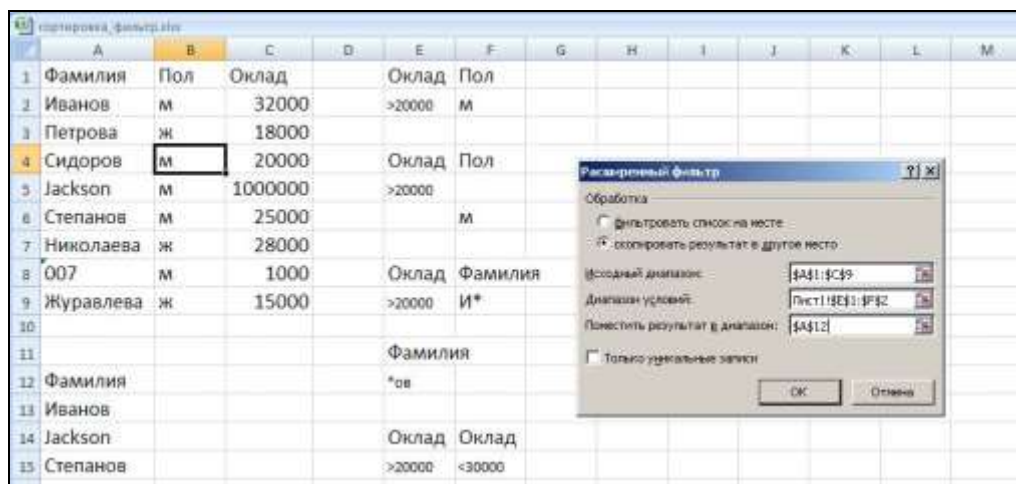 сортировка_фильтр.xlsx
A B C D E F G H I J K L M
1 Фамилия Пол Оклад Оклад Пол
2 Иванов м 32000 >20000 м
3 Петрова ж 18000
4 Сидоров м 20000 Оклад Пол
5 Jackson м 1000000 >20000
6 Степанов м 25000 м
7 Николаева ж 28000
8 007 м 1000 Оклад Фамилия
9 Журавлева ж 15000 >20000 И*
10
11 Фамилия
12 Фамилия *ов
13 Иванов
14 Jackson Оклад Оклад
15 Степанов >20000 <30000
Расширенный фильтр
Обработка
фильтровать список на месте
скопировать результат в другое место
Исходный диапазон: $A$1:$C$9
Диапазон условий: Лист1!$E$1:$F$2
Поместить результат в диапазон: $A$12
Только уникальные записи
ОК Отмена